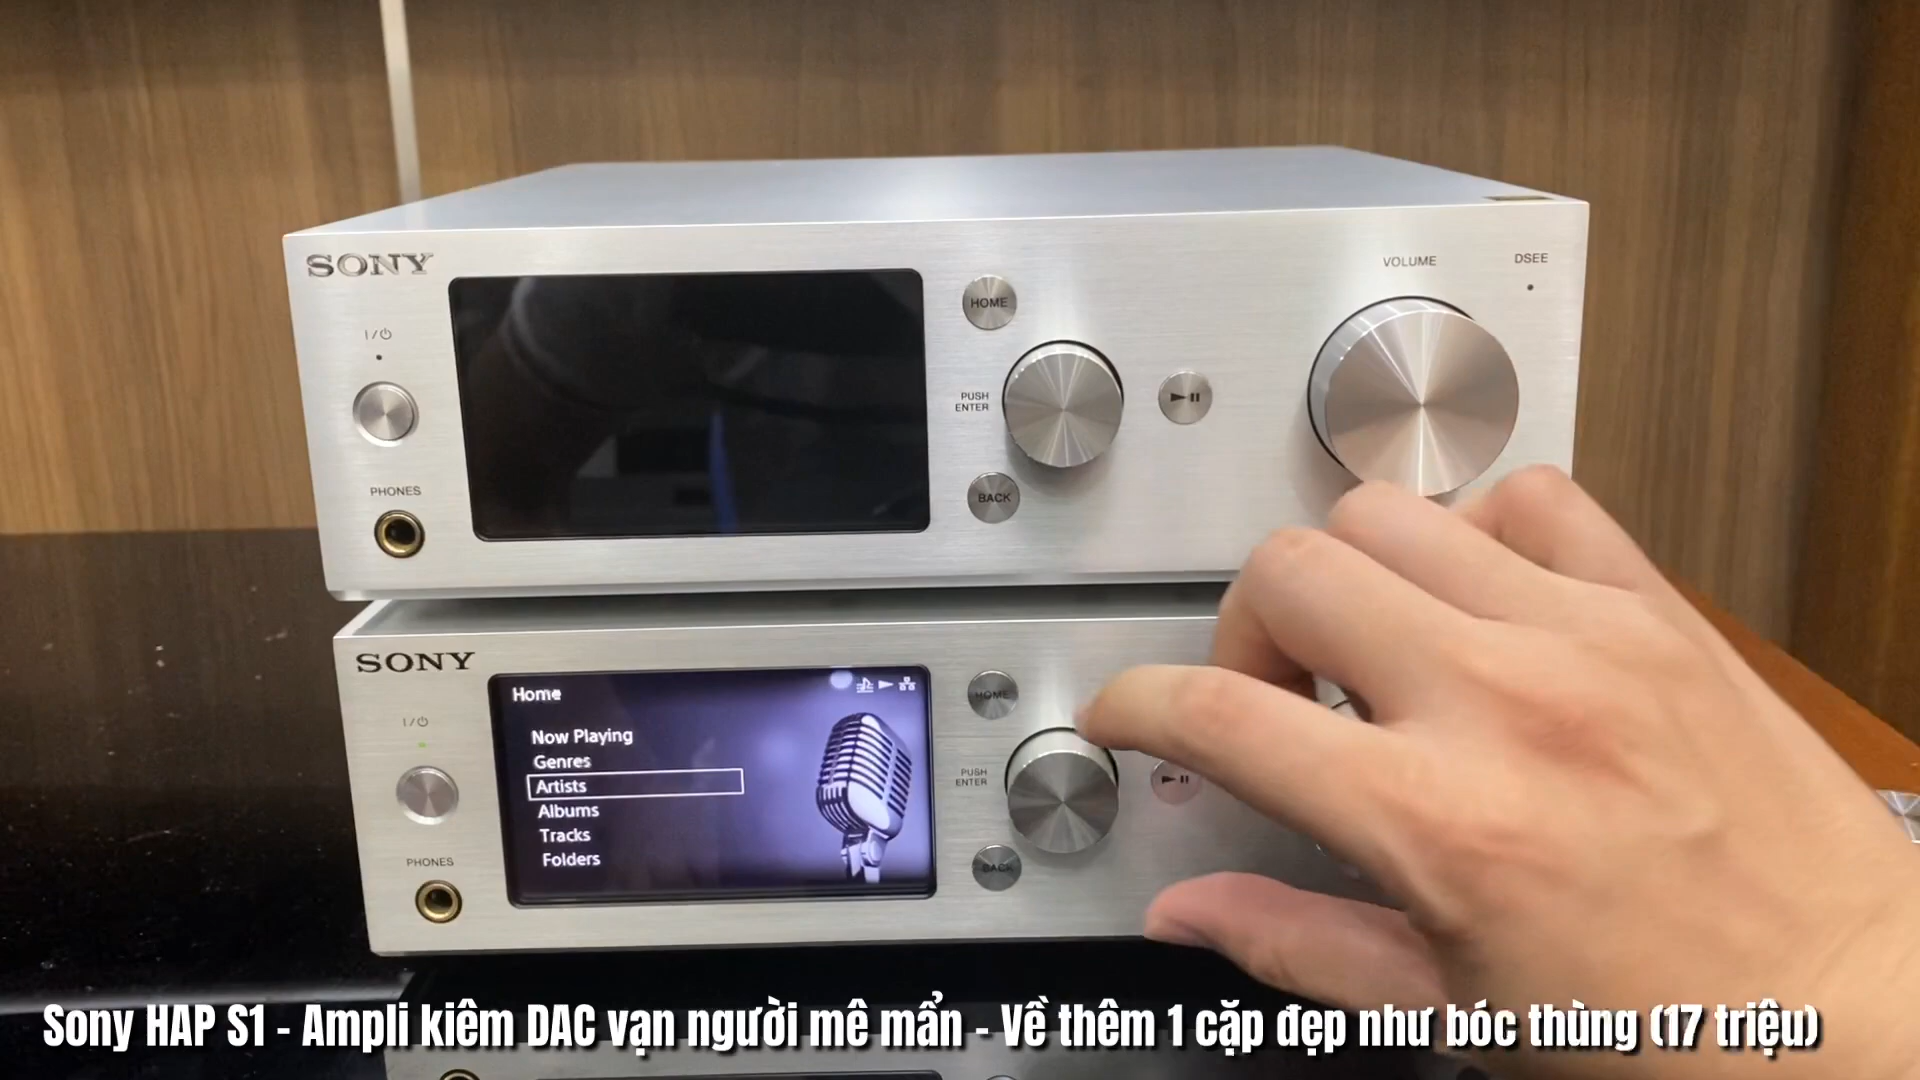 SONY
VOLUME
DSEE
I/⏻
HOME
PUSH
ENTER
►II
PHONES
BACK
SONY
I/⏻
Home
Now Playing
Genres
Artists
Albums
Tracks
Folders
HOME
PUSH
ENTER
►II
PHONES
BACK
Sony HAP S1 - Ampli kiêm DAC vạn người mê mẩn - Về thêm 1 cặp đẹp như bóc thùng (17 triệu)